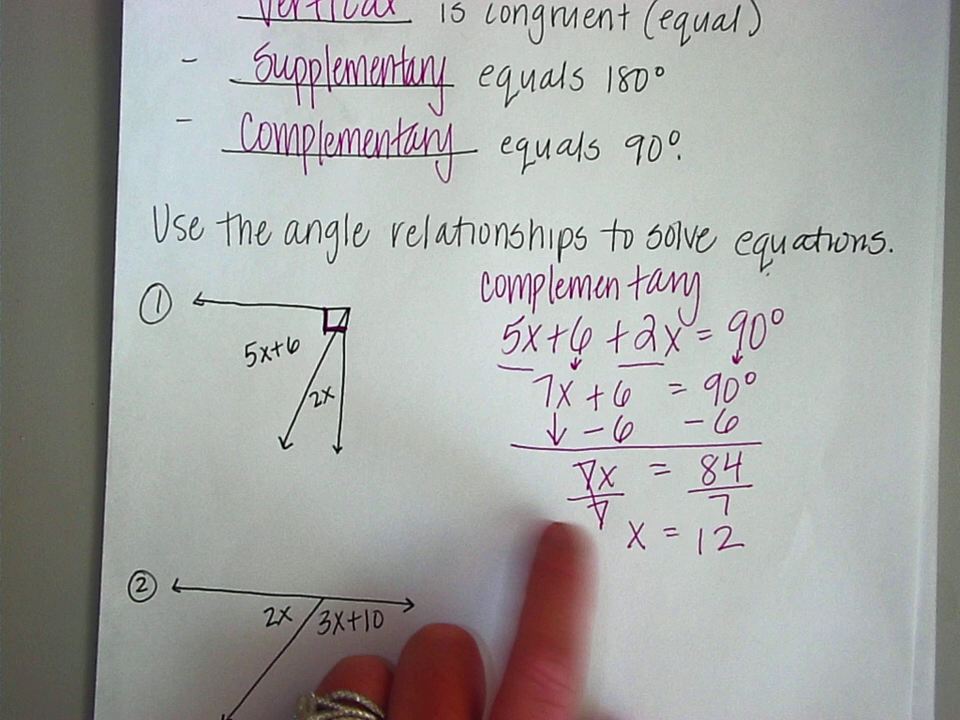 Vertical is congruent (equal)
- Supplementary equals 180°
- Complementary equals 90°.
Use the angle relationships to solve equations.
①
5x+6
2x
complementary
5x+6+2x=90°
7x+6 = 90°
↓-6 -6
7x = 84
7 7
x = 12
②
2x 3x+10